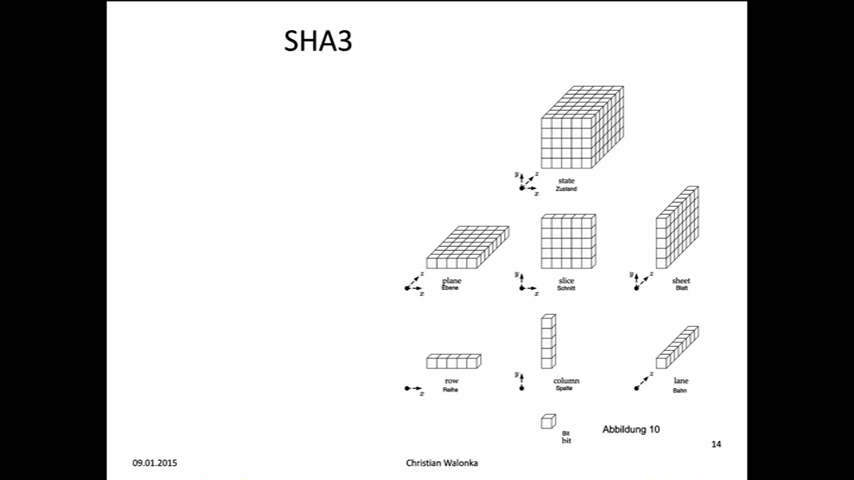 SHA3
y
z
x
state
Zustand
z
x
plane
Ebene
y
x
slice
Schnitt
y
z
sheet
Blatt
x
row
Reihe
y
column
Spalte
z
lane
Bahn
Bit
bit
Abbildung 10
14
09.01.2015
Christian Walonka